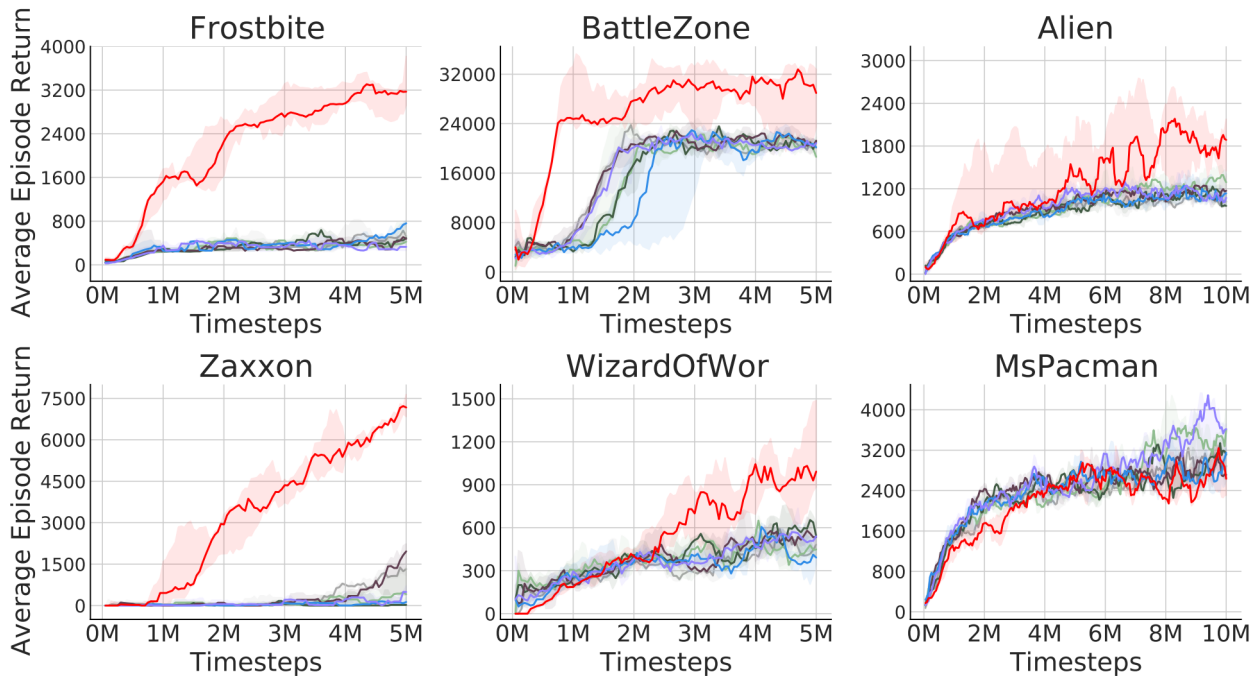 Frostbite
BattleZone
Alien
Average Episode Return
4000
3200
2400
1600
800
0
0M 1M 2M 3M 4M 5M
Timesteps
32000
24000
16000
8000
0
0M 1M 2M 3M 4M 5M
Timesteps
3000
2400
1800
1200
600
0
0M 2M 4M 6M 8M 10M
Timesteps
Zaxxon
WizardOfWor
MsPacman
Average Episode Return
7500
6000
4500
3000
1500
0
0M 1M 2M 3M 4M 5M
Timesteps
1500
1200
900
600
300
0
0M 1M 2M 3M 4M 5M
Timesteps
4000
3200
2400
1600
800
0
0M 2M 4M 6M 8M 10M
Timesteps